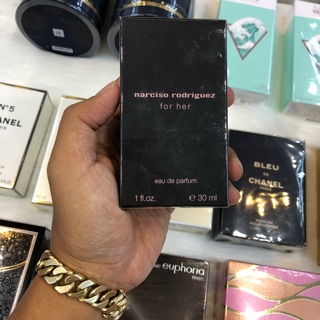 narciso rodriguez
for her
eau de parfum
1 fl.oz. e 30 ml
N°5
CHANEL
PARIS
BLEU
DE
CHANEL
euphoria
men